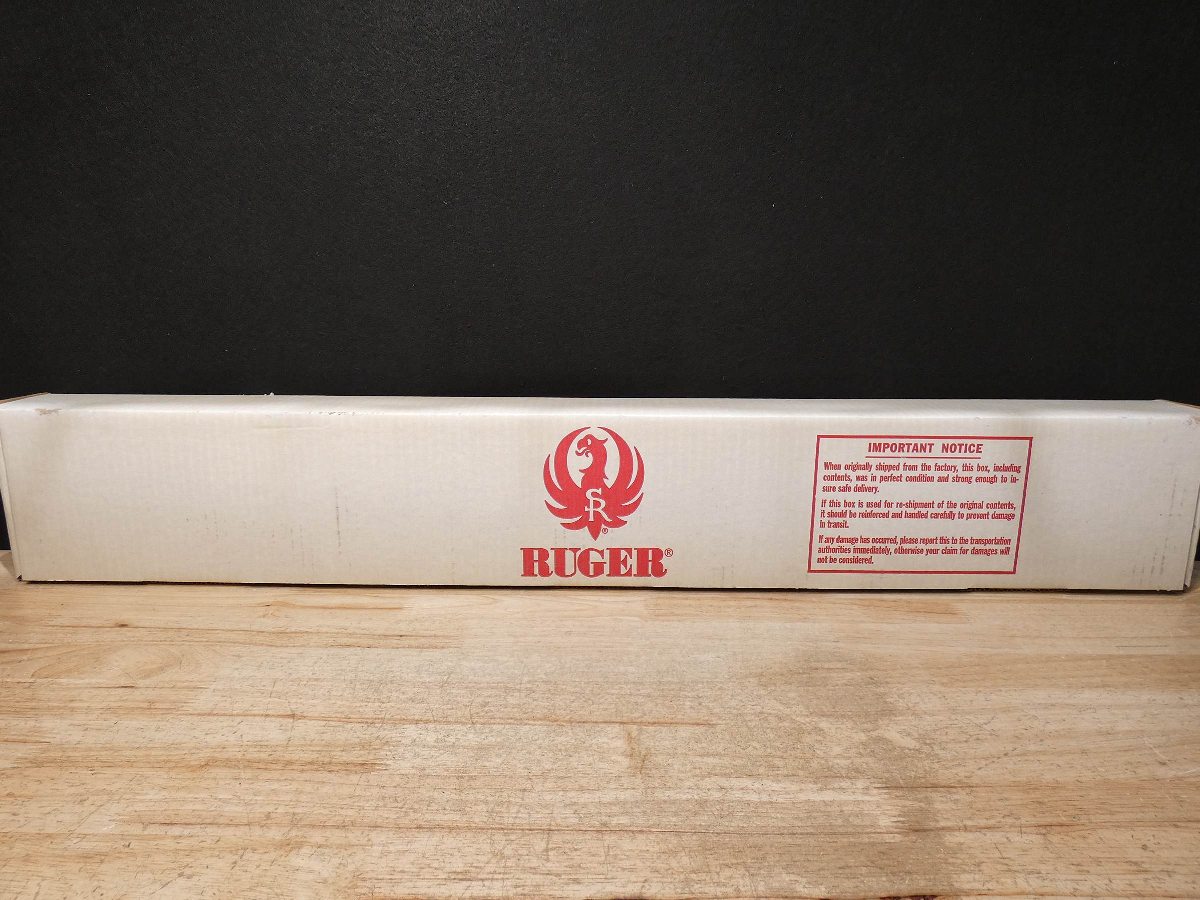 SR®
RUGER®
IMPORTANT NOTICE
When originally shipped from the factory, this box, including
contents, was in perfect condition and strong enough to in-
sure safe delivery.
If this box is used for re-shipment of the original contents,
it should be reinforced and handled carefully to prevent damage
in transit.
If any damage has occurred, please report this to the transportation
authorities immediately, otherwise your claim for damages will
not be considered.